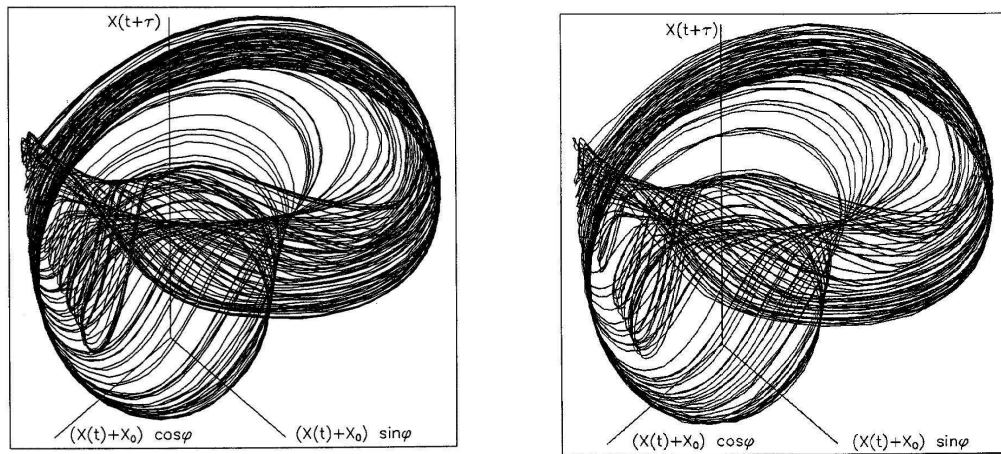 X(t+τ)
(X(t)+X₀) cosφ
(X(t)+X₀) sinφ
X(t+τ)
(X(t)+X₀) cosφ
(X(t)+X₀) sinφ